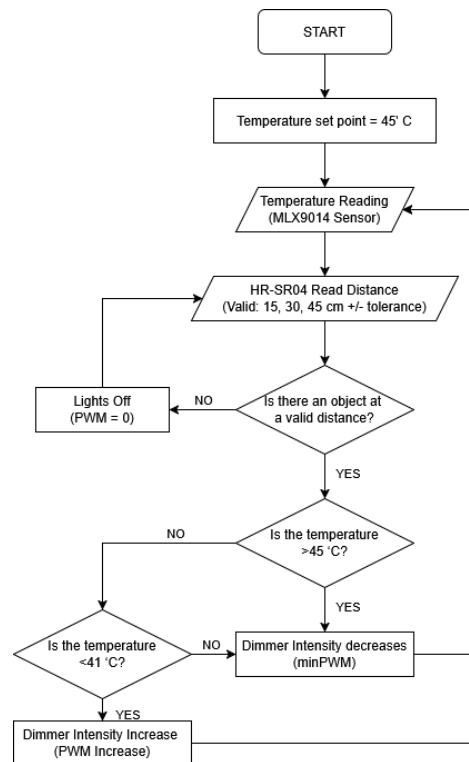 START
Temperature set point = 45' C
Temperature Reading
(MLX9014 Sensor)
HR-SR04 Read Distance
(Valid: 15, 30, 45 cm +/- tolerance)
Lights Off
(PWM = 0)
NO
Is there an object at
a valid distance?
YES
NO
Is the temperature
>45 ‘C?
YES
Is the temperature
<41 ‘C?
NO
Dimmer Intensity decreases
(minPWM)
YES
Dimmer Intensity Increase
(PWM Increase)